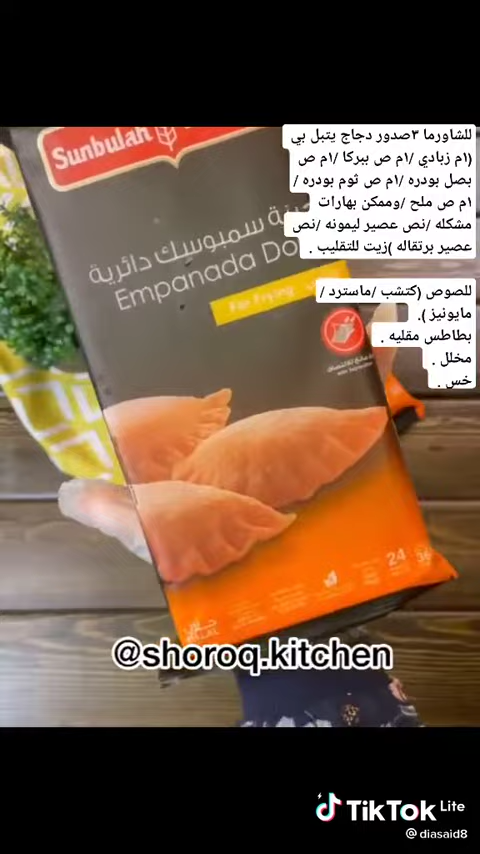 للشاورما ٣صدور دجاج يتبل بي
(١م زبادي /١م ص ببركا /١م ص
بصل بودره /١م ص ثوم بودره /
١م ص ملح /وممكن بهارات
مشكله /نص عصير ليمونه /نص
عصير برتقاله )زيت للتقليب .
للصوص (كتشب /ماسترد /
مايونيز ).
بطاطس مقليه .
مخلل .
خس .
Sunbulah
سمبوسك دائرية
Empanada
For Frying
24
@shoroq.kitchen
TikTok Lite
@diasaid8